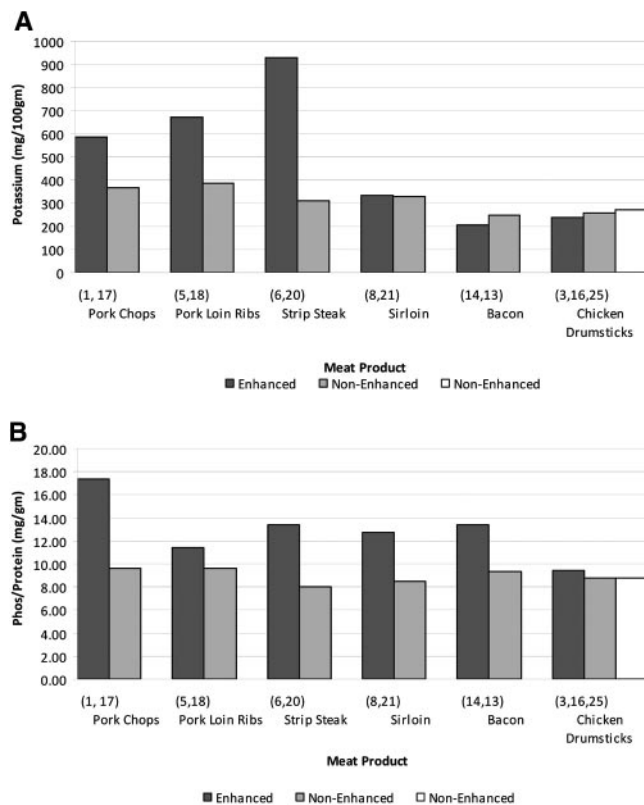 A
Potassium (mg/100gm)
1000
900
800
700
600
500
400
300
200
100
0
(1, 17) (5,18) (6,20) (8,21) (14,13) (3,16,25)
Pork Chops Pork Loin Ribs Strip Steak Sirloin Bacon Chicken
Drumsticks
Meat Product
Enhanced Non-Enhanced Non-Enhanced
B
Phos/Protein (mg/gm)
20.00
18.00
16.00
14.00
12.00
10.00
8.00
6.00
4.00
2.00
0.00
(1, 17) (5,18) (6,20) (8,21) (14,13) (3,16,25)
Pork Chops Pork Loin Ribs Strip Steak Sirloin Bacon Chicken
Drumsticks
Meat Product
Enhanced Non-Enhanced Non-Enhanced